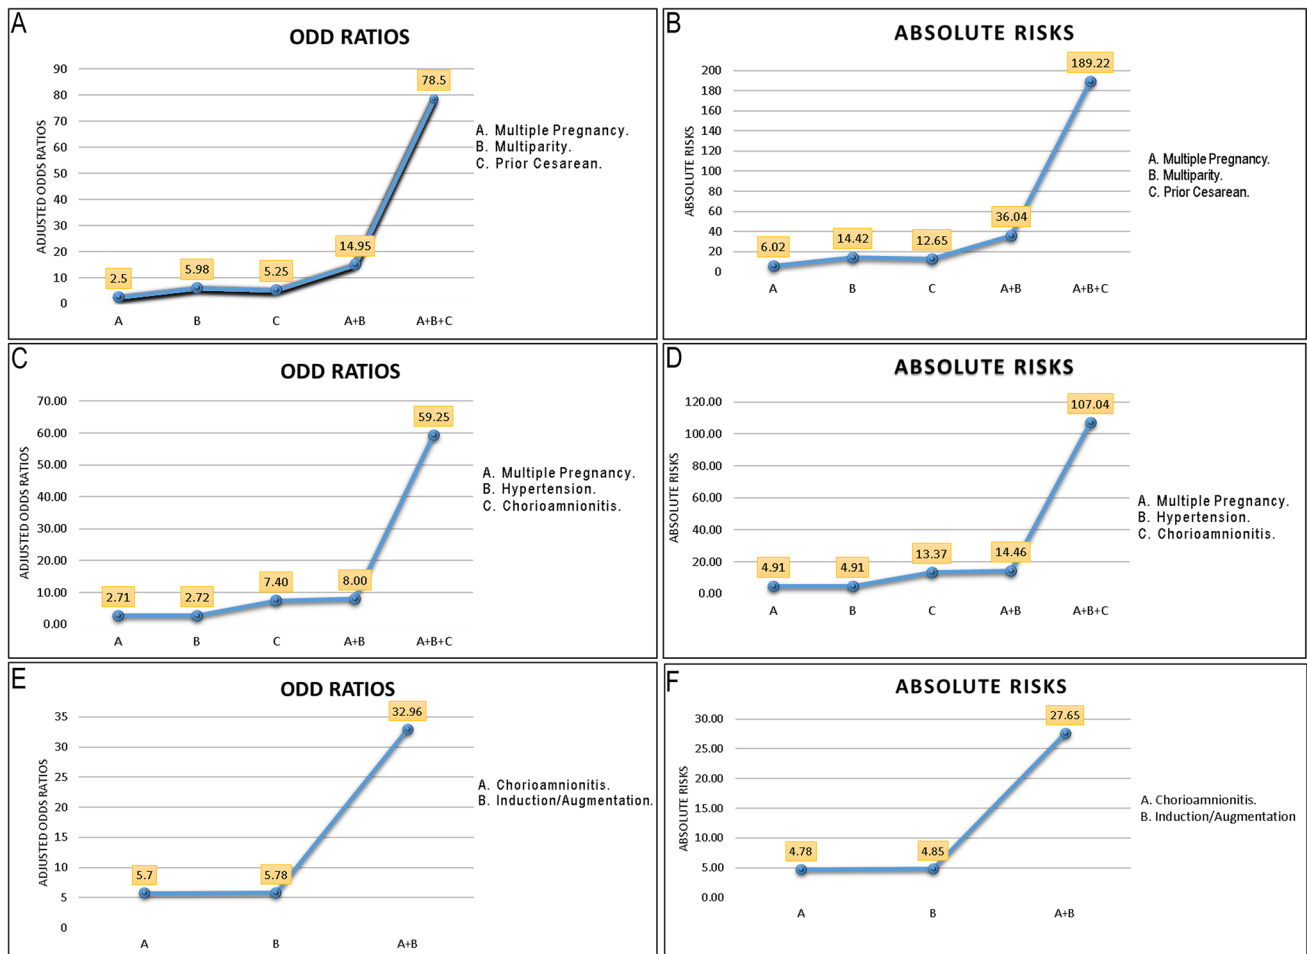 A
ODD RATIOS
ADJUSTED ODDS RATIOS
90
80
70
60
50
40
30
20
10
0
2.5
5.98
5.25
14.95
78.5
A
B
C
A+B
A+B+C
A. Multiple Pregnancy.
B. Multiparity.
C. Prior Cesarean.
B
ABSOLUTE RISKS
ABSOLUTE RISKS
200
180
160
140
120
100
80
60
40
20
0
6.02
14.42
12.65
36.04
189.22
A
B
C
A+B
A+B+C
A. Multiple Pregnancy.
B. Multiparity.
C. Prior Cesarean.
C
ODD RATIOS
ADJUSTED ODDS RATIOS
70.00
60.00
50.00
40.00
30.00
20.00
10.00
0.00
2.71
2.72
7.40
8.00
59.25
A
B
C
A+B
A+B+C
A. Multiple Pregnancy.
B. Hypertension.
C. Chorioamnionitis.
D
ABSOLUTE RISKS
ABSOLUTE RISKS
120.00
100.00
80.00
60.00
40.00
20.00
0.00
4.91
4.91
13.37
14.46
107.04
A
B
C
A+B
A+B+C
A. Multiple Pregnancy.
B. Hypertension.
C. Chorioamnionitis.
E
ODD RATIOS
ADJUSTED ODDS RATIOS
35
30
25
20
15
10
5
0
5.7
5.78
32.96
A
B
A+B
A. Chorioamnionitis.
B. Induction/Augmentation.
F
ABSOLUTE RISKS
ABSOLUTE RISKS
30.00
25.00
20.00
15.00
10.00
5.00
0.00
4.78
4.85
27.65
A
B
A+B
A. Chorioamnionitis.
B. Induction/Augmentation